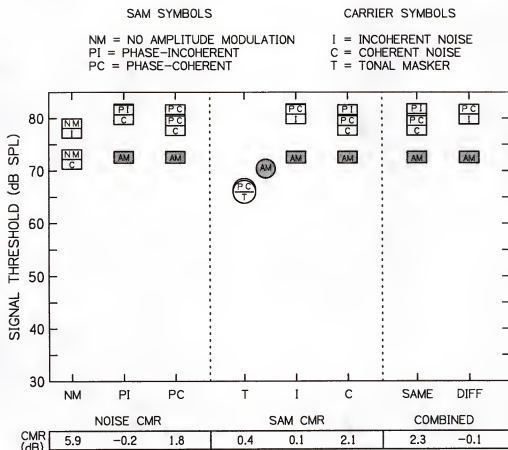 SAM SYMBOLS CARRIER SYMBOLS
NM = NO AMPLITUDE MODULATION I = INCOHERENT NOISE
PI = PHASE-INCOHERENT C = COHERENT NOISE
PC = PHASE-COHERENT T = TONAL MASKER
SIGNAL THRESHOLD (dB SPL)
80
70
60
50
40
30
NM
I
NM
C
PI
C
AM
PC
PC
C
AM
PC
T
AM
PC
I
AM
PI
C
PC
C
AM
PI
C
PC
C
AM
PC
I
AM
NM PI PC T I C SAME DIFF
NOISE CMR SAM CMR COMBINED
CMR (dB) 5.9 -0.2 1.8 0.4 0.1 2.1 2.3 -0.1